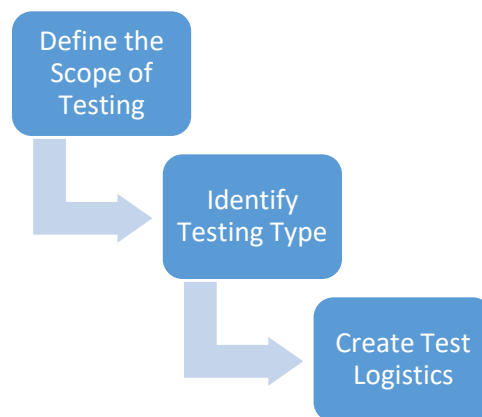 Define the
Scope of
Testing
Identify
Testing Type
Create Test
Logistics